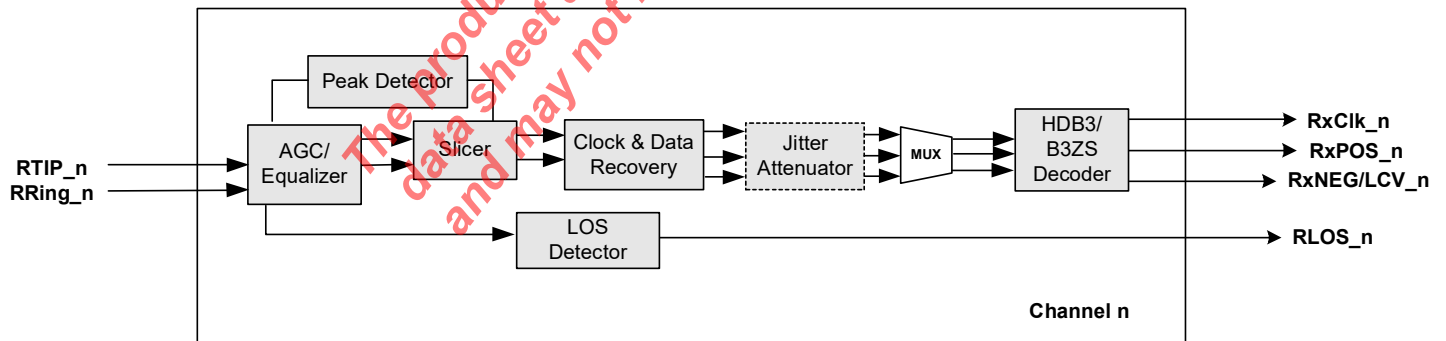 Peak Detector
AGC/
Equalizer
Slicer
Clock & Data
Recovery
Jitter
Attenuator
MUX
HDB3/
B3ZS
Decoder
RTIP_n
RRing_n
RxClk_n
RxPOS_n
RxNEG/LCV_n
LOS
Detector
RLOS_n
Channel n
The
data sheet
and may not